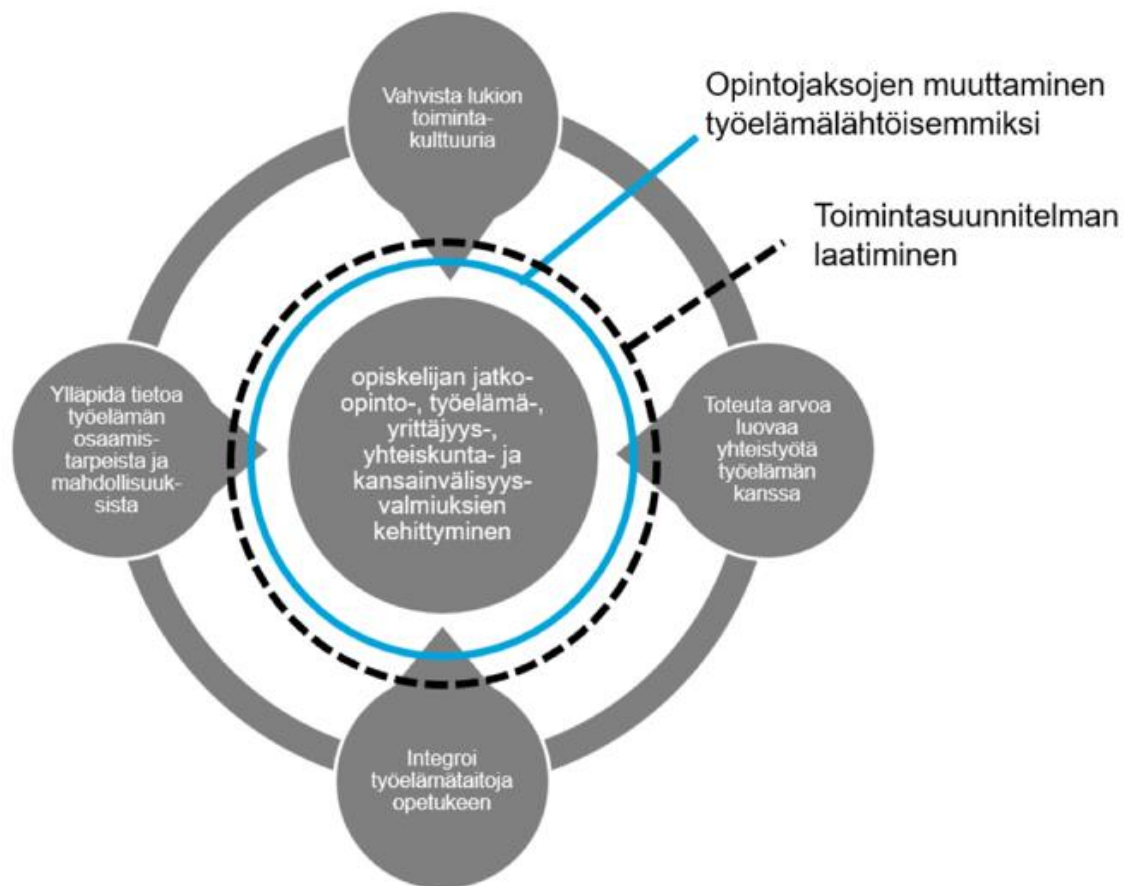 Vahvista lukion
toiminta-
kulttuuria
Opintojaksojen muuttaminen
työelämälähtöisemmiksi
Toimintasuunnitelman
laatiminen
Ylläpidä tietoa
työelämän
osaamis-
tarpeista ja
mahdollisuuk-
sista
opiskelijan jatko-
opinto-, työelämä-,
yrittäjyys-,
yhteiskunta- ja
kansainvälisyys-
valmiuksien
kehittyminen
Toteuta arvoa
luovaa
yhteistyötä
työelämän
kanssa
Integroi
työelämätaitoja
opetukeen